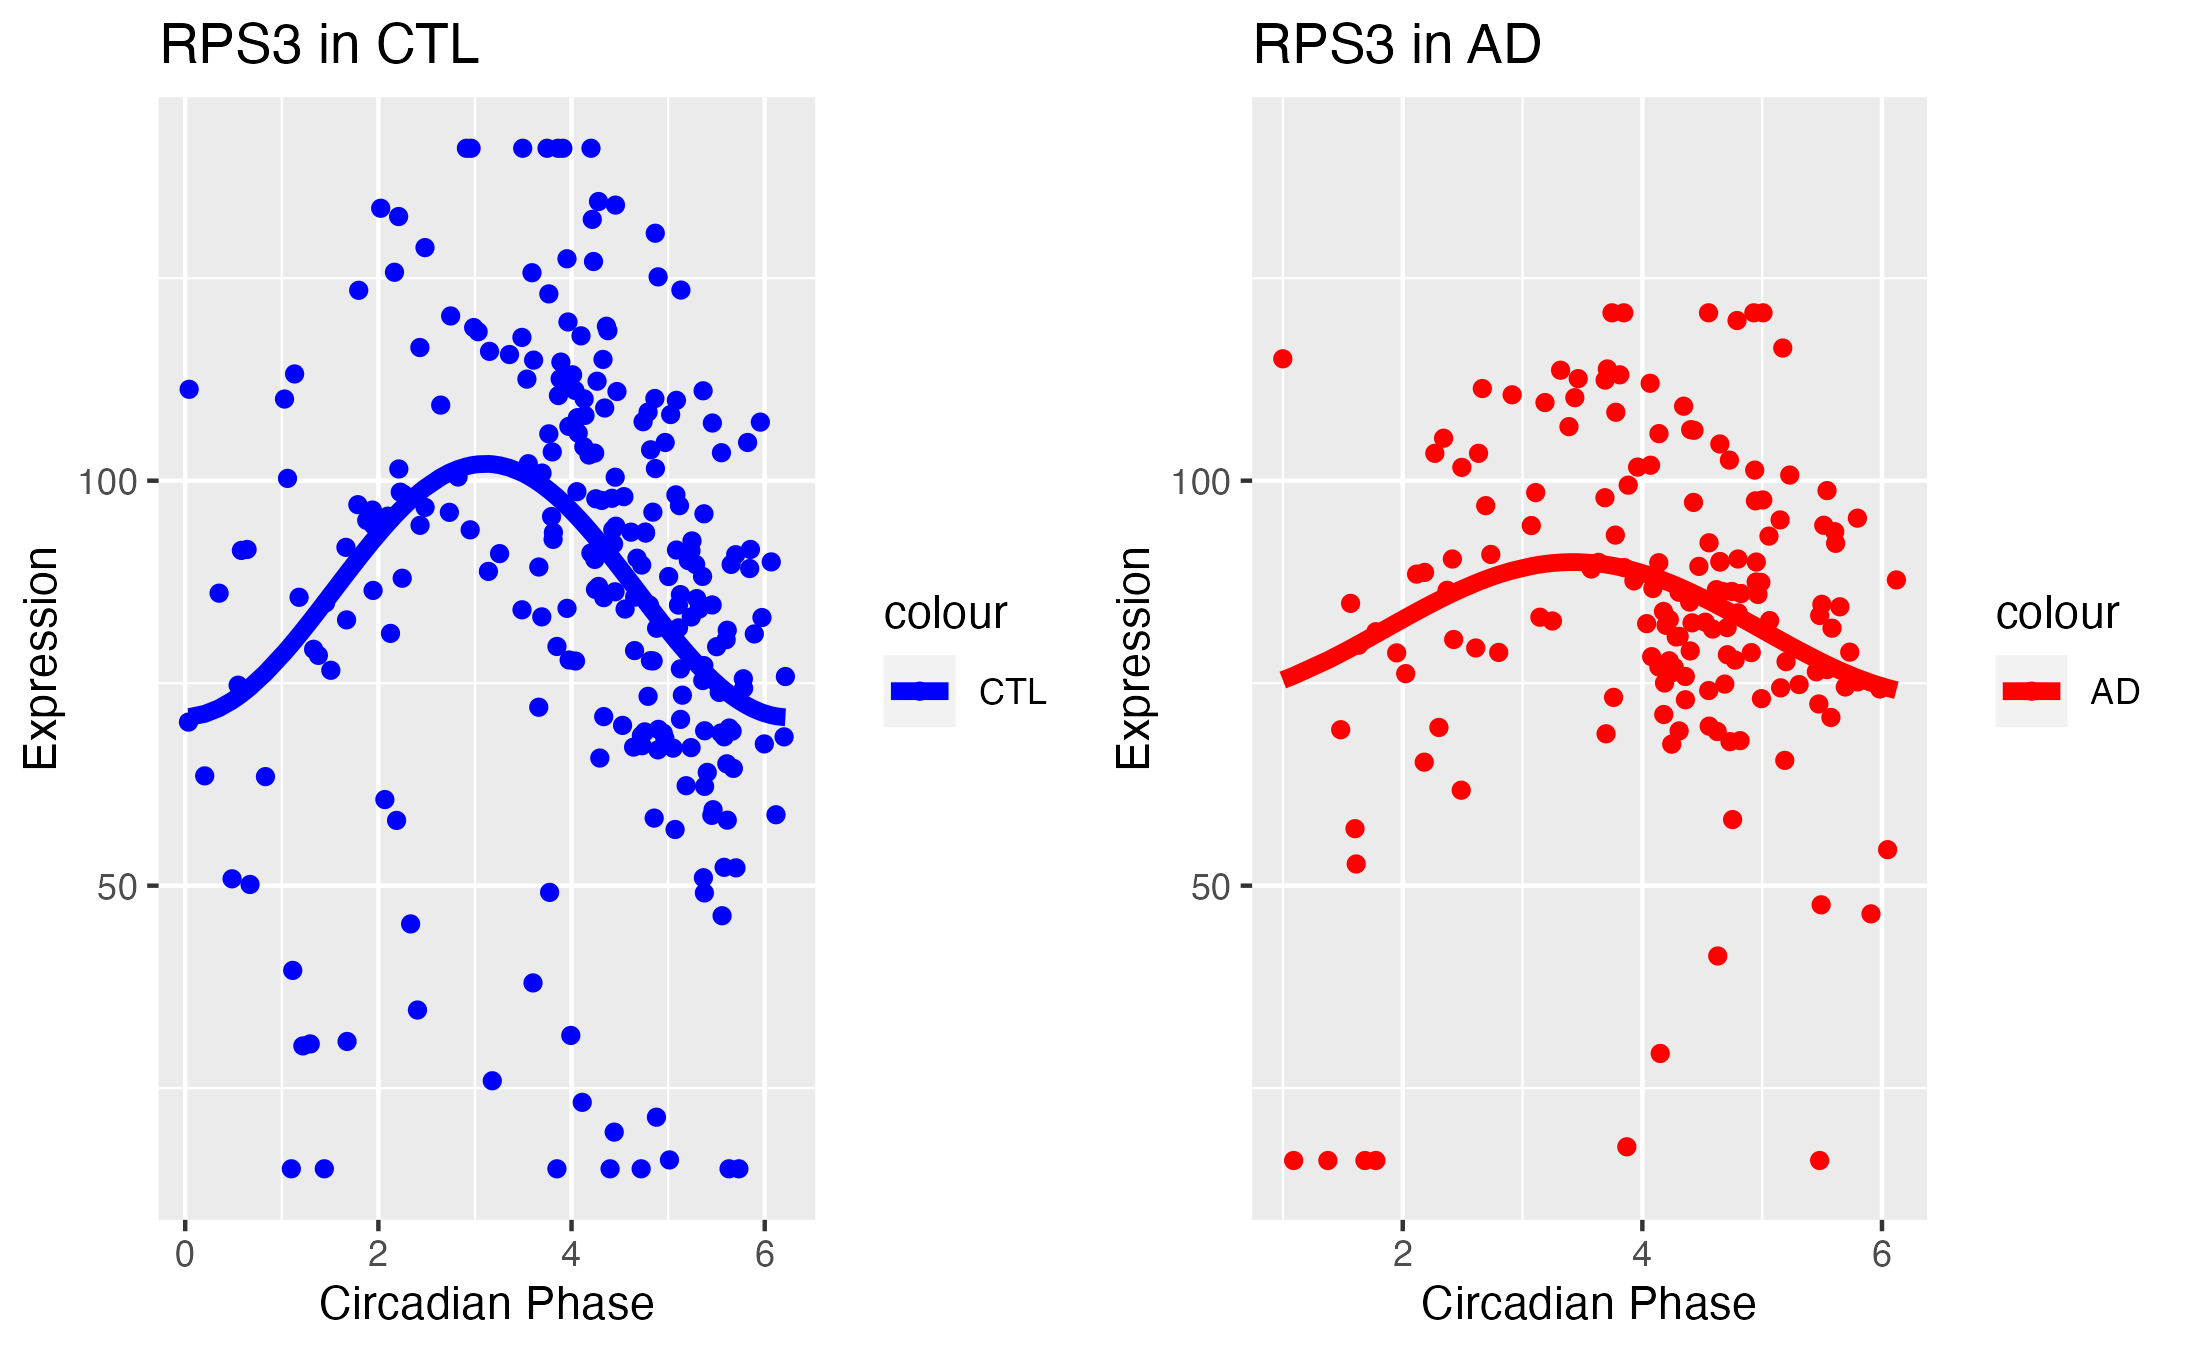 RPS3 in CTL
Expression
100
50
0 2 4 6
Circadian Phase
colour
CTL
RPS3 in AD
Expression
100
50
2 4 6
Circadian Phase
colour
AD